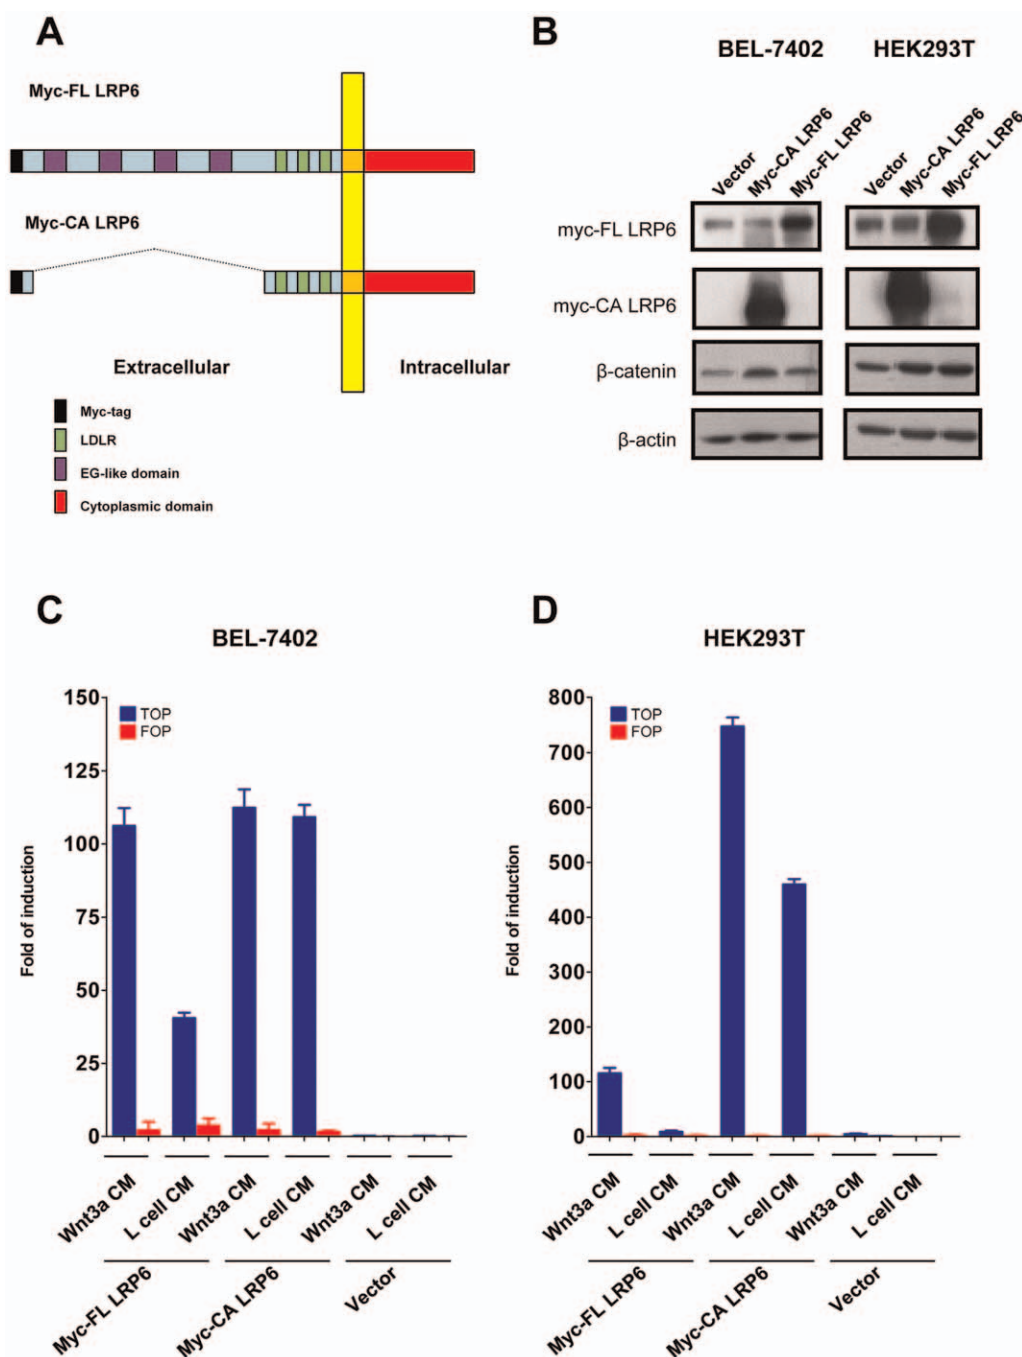 A
Myc-FL LRP6
Myc-CA LRP6
Extracellular
Intracellular
Myc-tag
LDLR
EG-like domain
Cytoplasmic domain
B
BEL-7402
HEK293T
Vector
Myc-CA LRP6
Myc-FL LRP6
Vector
Myc-CA LRP6
Myc-FL LRP6
myc-FL LRP6
myc-CA LRP6
β-catenin
β-actin
C
BEL-7402
Fold of induction
150
125
100
75
50
25
0
TOP
FOP
Wnt3a CM
L cell CM
Wnt3a CM
L cell CM
Wnt3a CM
L cell CM
Myc-FL LRP6
Myc-CA LRP6
Vector
D
HEK293T
Fold of induction
800
700
600
500
400
300
200
100
0
TOP
FOP
Wnt3a CM
L cell CM
Wnt3a CM
L cell CM
Wnt3a CM
L cell CM
Myc-FL LRP6
Myc-CA LRP6
Vector